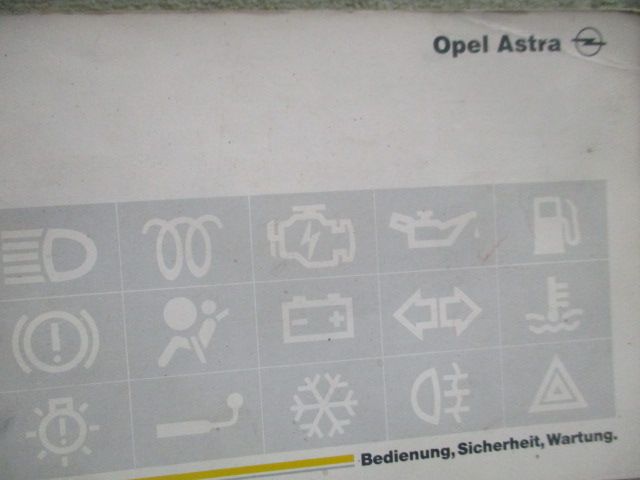 Opel Astra
Bedienung, Sicherheit, Wartung.